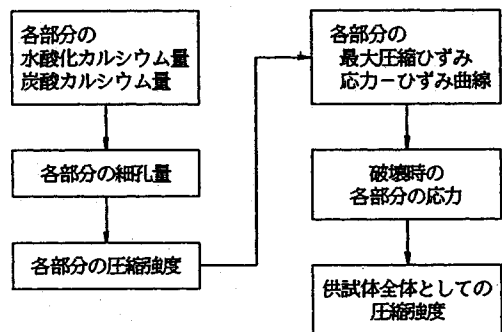 各部分の
水酸化カルシウム量
炭酸カルシウム量
各部分の細孔量
各部分の圧縮強度
各部分の
最大圧縮ひずみ
応力－ひずみ曲線
破壊時の
各部分の応力
供試体全体としての
圧縮強度